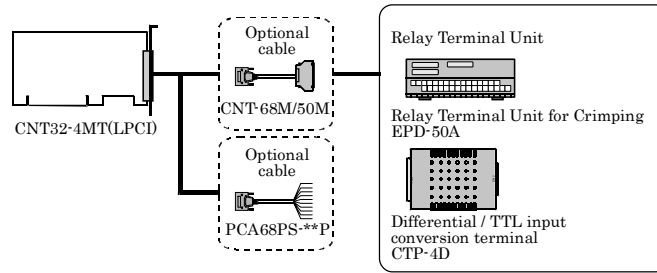 CNT32-4MT(LPCI)
Optional
cable
CNT-68M/50M
Optional
cable
PCA68PS-**P
Relay Terminal Unit
Relay Terminal Unit for Crimping
EPD-50A
Differential / TTL input
conversion terminal
CTP-4D